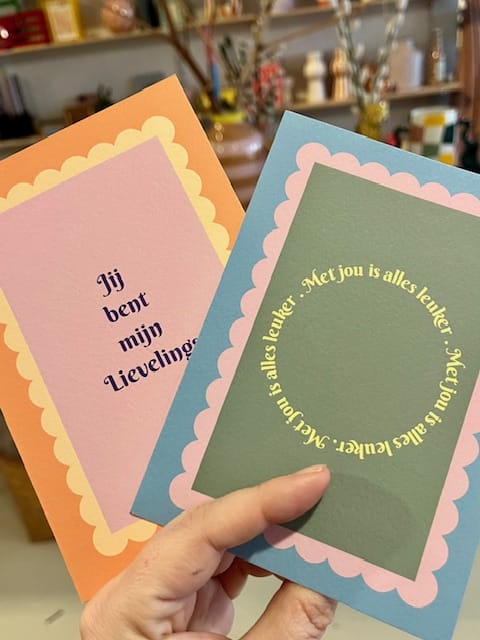 Jij
bent
mijn
Lievelings
Met jou is alles leuker . Met jou is alles leuker . Met jou is alles leuker .